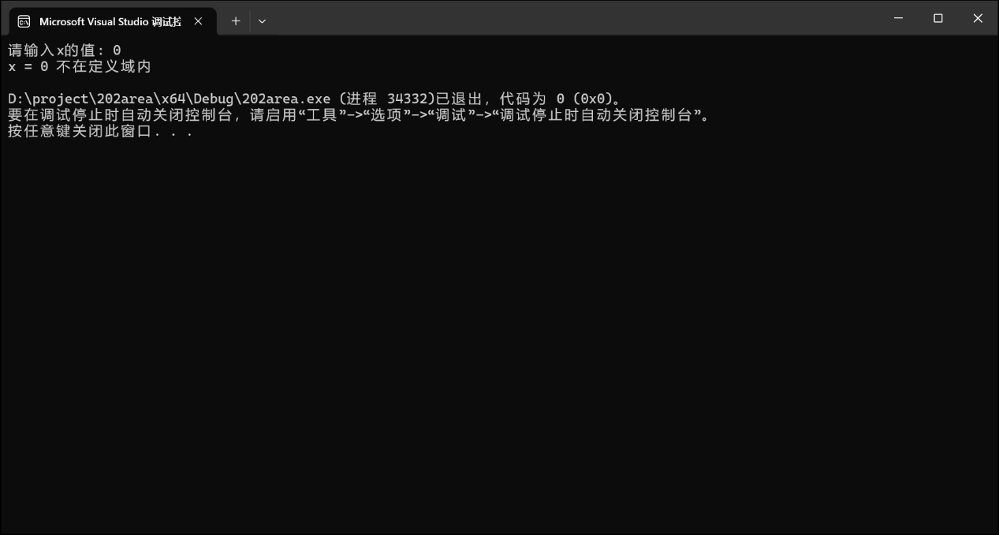 Microsoft Visual Studio 调试控
请输入x的值: 0
x = 0 不在定义域内
D:\project\202area\x64\Debug\202area.exe (进程 34332)已退出，代码为 0 (0x0)。
要在调试停止时自动关闭控制台，请启用“工具”->“选项”->“调试”->“调试停止时自动关闭控制台”。
按任意键关闭此窗口. . .